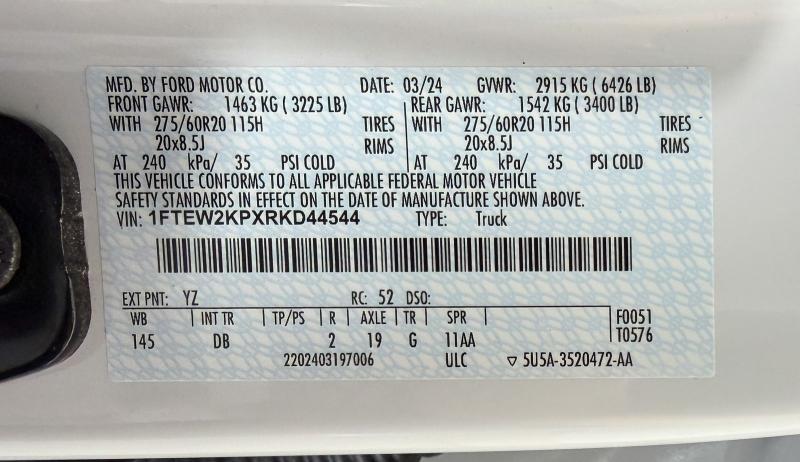 MFD. BY FORD MOTOR CO. DATE: 03/24 GVWR: 2915 KG ( 6426 LB)
FRONT GAWR: 1463 KG ( 3225 LB) REAR GAWR: 1542 KG ( 3400 LB)
WITH 275/60R20 115H TIRES WITH 275/60R20 115H TIRES
20x8.5J RIMS 20x8.5J RIMS
AT 240 kPa/ 35 PSI COLD AT 240 kPa/ 35 PSI COLD
THIS VEHICLE CONFORMS TO ALL APPLICABLE FEDERAL MOTOR VEHICLE
SAFETY STANDARDS IN EFFECT ON THE DATE OF MANUFACTURE SHOWN ABOVE.
VIN: 1FTEW2KPXRKD44544 TYPE: Truck
EXT PNT: YZ RC: 52 DSO:
WB INT TR TP/PS R AXLE TR SPR F0051
145 DB 2 19 G 11AA T0576
2202403197006 ULC ▽ 5U5A-3520472-AA